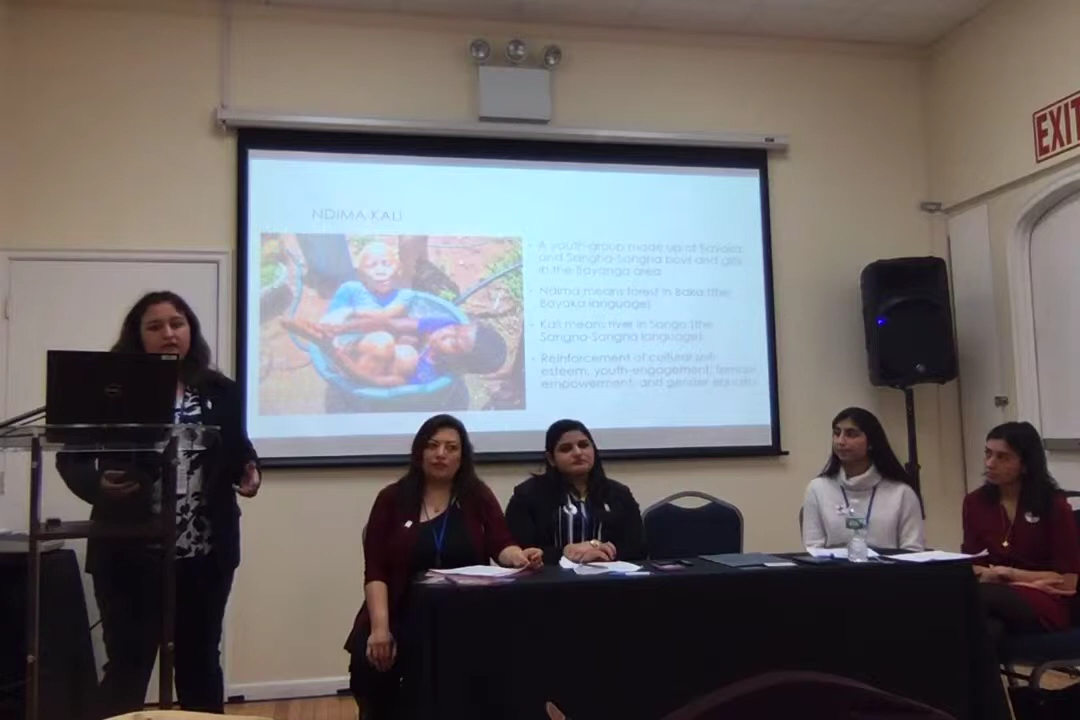 NDIMA KALI
- A youth-group made up of Bayaka
and Sangha-Sangha boys and girls
in the Bayanga area
- Ndima means forest in Baka (the
Bayaka language)
- Kali means river in Sango (the
Sangha-Sangha language)
- Reinforcement of cultural self-
esteem, youth-engagement, female
empowerment, and gender equality
EXIT
DELL